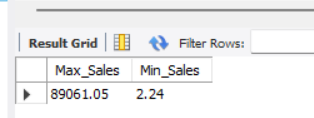 Result Grid Filter Rows:
Max_Sales Min_Sales
89061.05 2.24